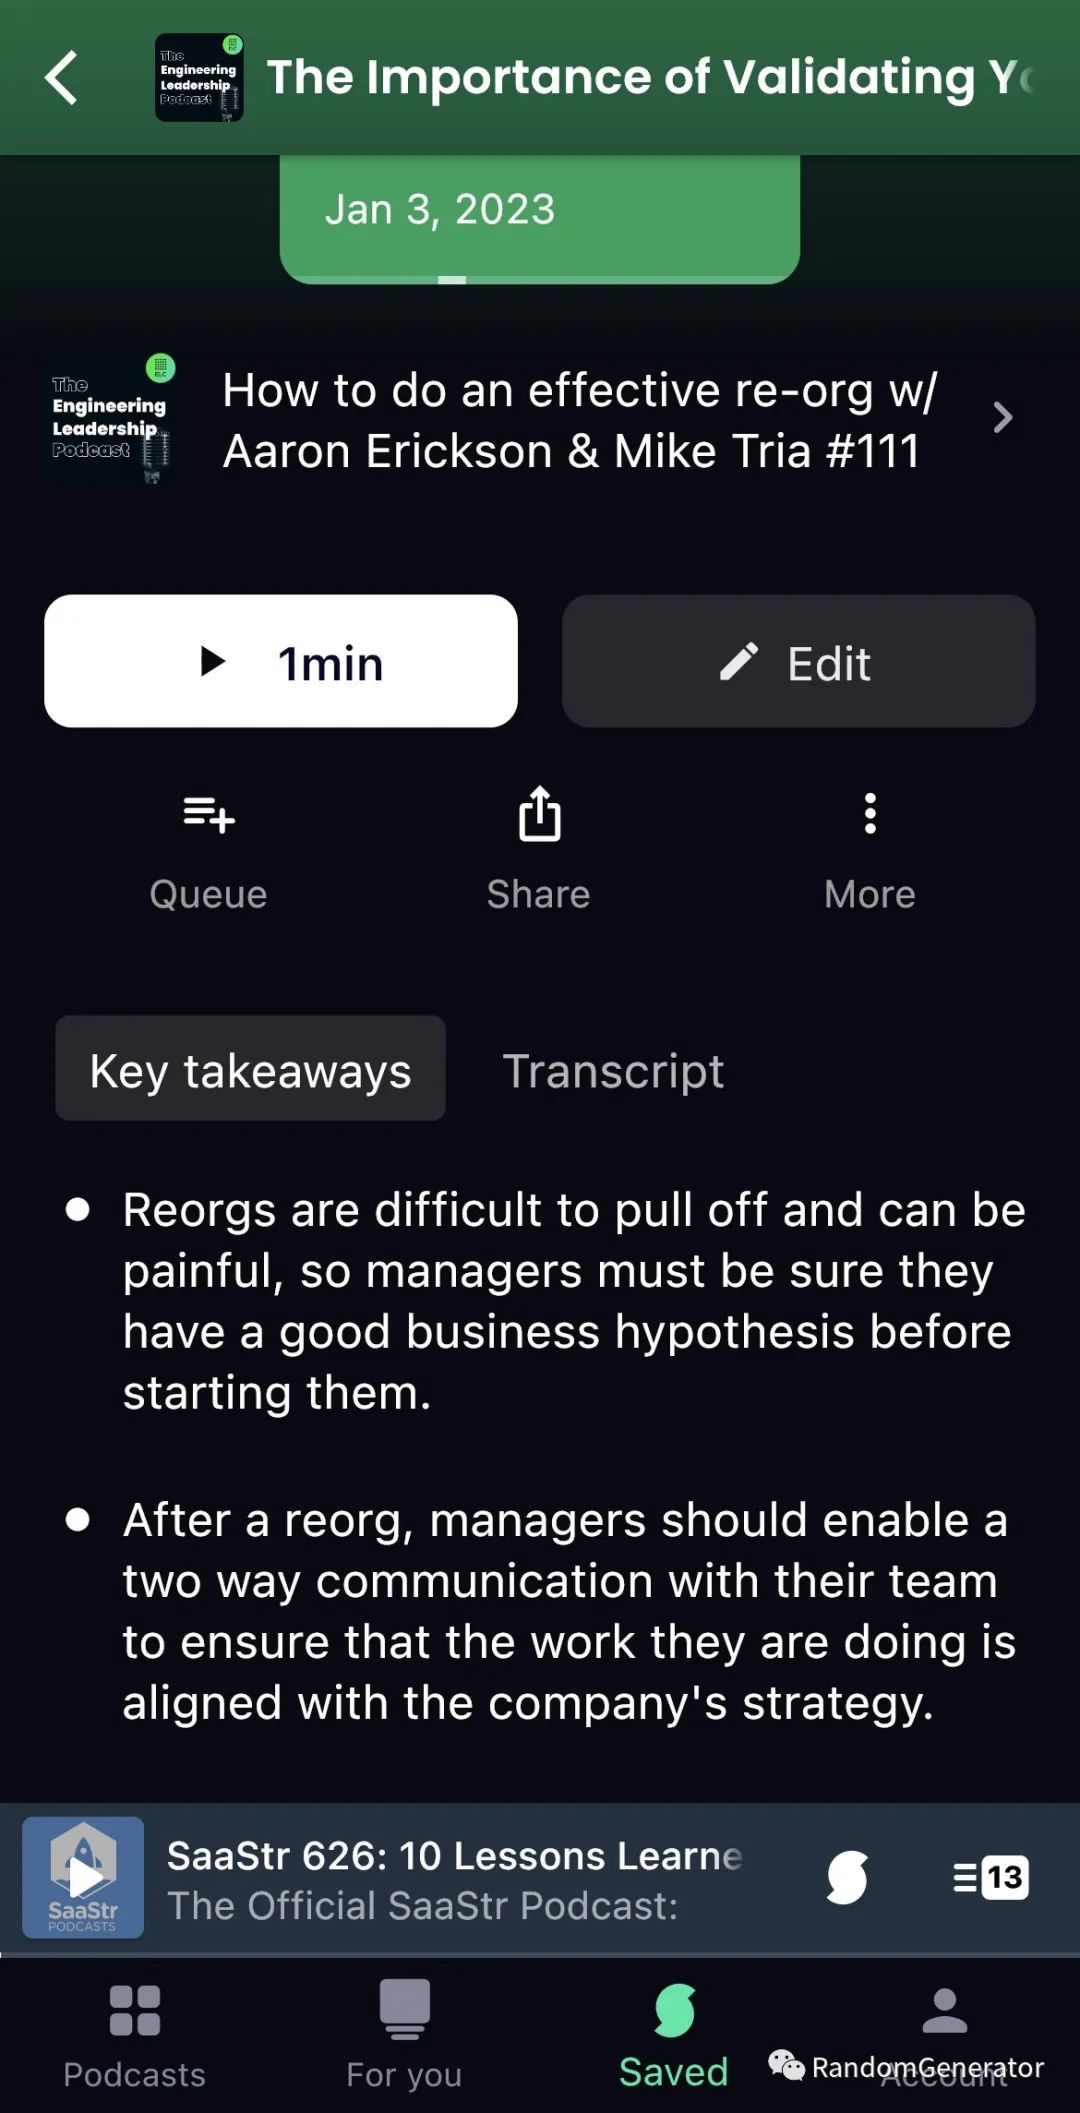 The
Engineering
Leadership
Podcast
The Importance of Validating Yo
Jan 3, 2023
The
Engineering
Leadership
Podcast
ELC
How to do an effective re-org w/
Aaron Erickson & Mike Tria #111
1min
Edit
Queue
Share
More
Key takeaways
Transcript
Reorgs are difficult to pull off and can be
painful, so managers must be sure they
have a good business hypothesis before
starting them.
After a reorg, managers should enable a
two way communication with their team
to ensure that the work they are doing is
aligned with the company's strategy.
SaaStr
PODCASTS
SaaStr 626: 10 Lessons Learne
The Official SaaStr Podcast:
13
Podcasts
For you
Saved
Account
RandomGenerator